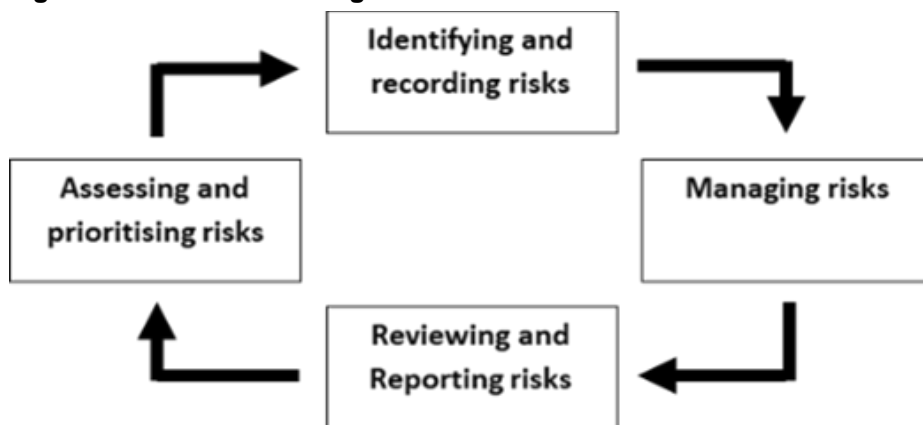 Identifying and
recording risks
Assessing and
prioritising risks
Managing risks
Reviewing and
Reporting risks